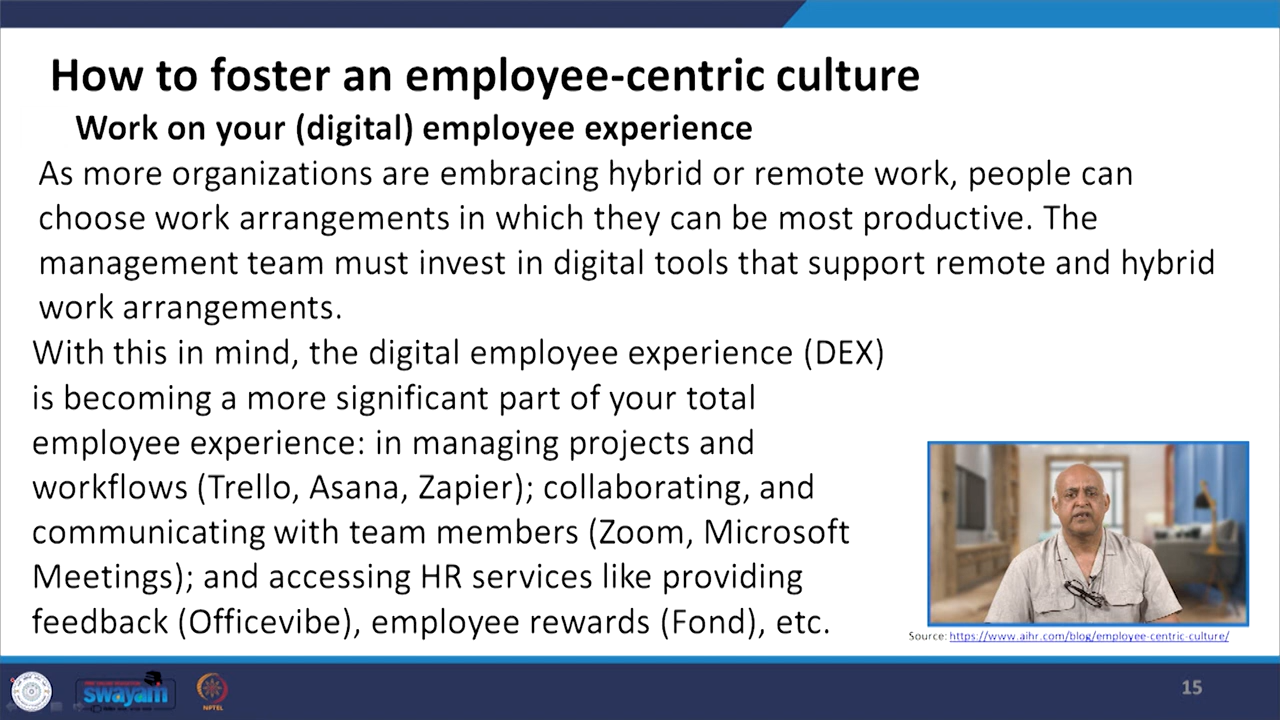 How to foster an employee-centric culture
Work on your (digital) employee experience
As more organizations are embracing hybrid or remote work, people can
choose work arrangements in which they can be most productive. The
management team must invest in digital tools that support remote and hybrid
work arrangements.
With this in mind, the digital employee experience (DEX)
is becoming a more significant part of your total
employee experience: in managing projects and
workflows (Trello, Asana, Zapier); collaborating, and
communicating with team members (Zoom, Microsoft
Meetings); and accessing HR services like providing
feedback (Officevibe), employee rewards (Fond), etc.
Source: https://www.aihr.com/blog/employee-centric-culture/
swayam
NPTEL
15